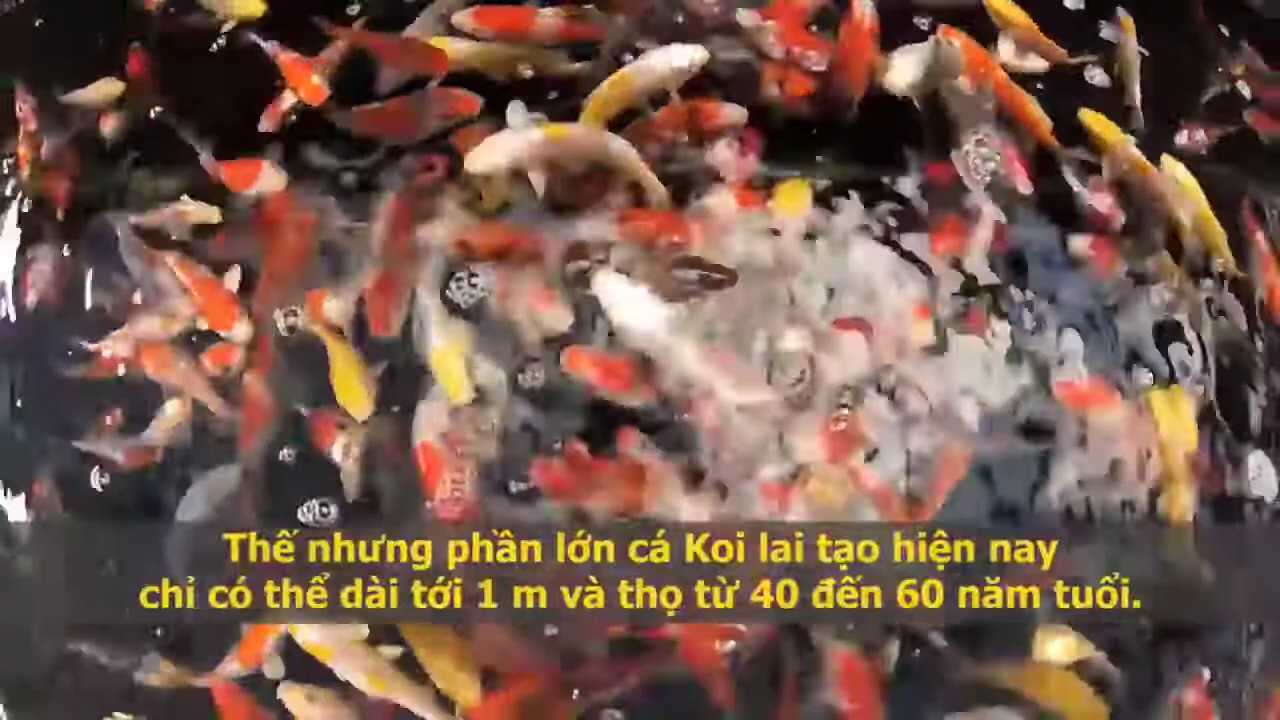 Thế nhưng phần lớn cá Koi lai tạo hiện nay
chỉ có thể dài tới 1 m và thọ từ 40 đến 60 năm tuổi.